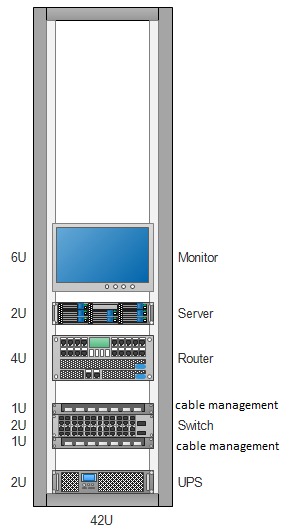 6U Monitor
2U Server
4U Router
1U cable management
2U Switch
1U cable management
2U UPS
42U